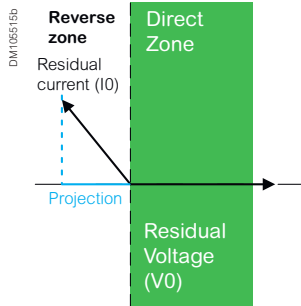 DM105515b
Reverse
zone
Residual
current (I0)
Projection
Direct
Zone
Residual
Voltage
(V0)